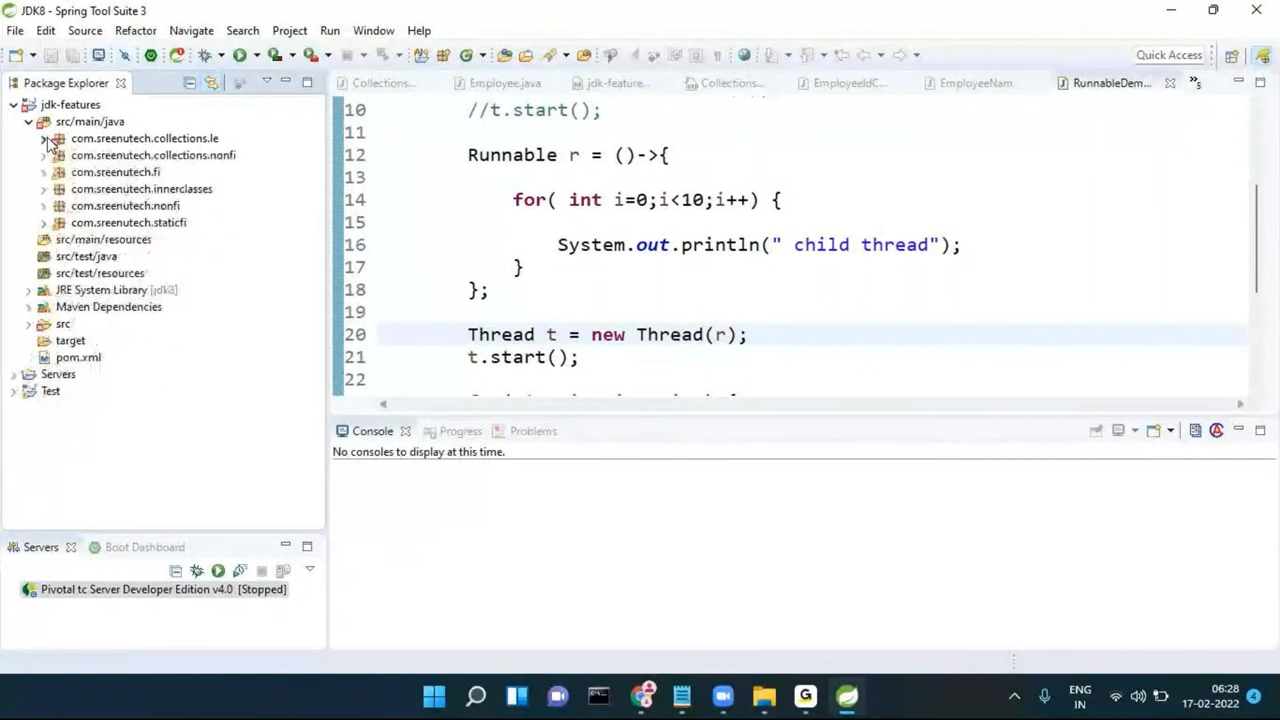 JDK8 - Spring Tool Suite 3
File Edit Source Refactor Navigate Search Project Run Window Help
Quick Access
Package Explorer
Collections...
Employee.java
jdk-feature...
Collections...
EmployeeIdC...
EmployeeNam
RunnableDem...
5
jdk-features
src/main/java
com.sreenutech.collections.le
com.sreenutech.collections.nonfi
com.sreenutech.fi
com.sreenutech.innerclasses
com.sreenutech.nonfi
com.sreenutech.staticfi
src/main/resources
src/test/java
src/test/resources
JRE System Library [jdk3]
Maven Dependencies
src
target
pom.xml
Servers
Test
10 //t.start();
11
12 Runnable r = ()->{
13
14 for( int i=0;i<10;i++) {
15
16 System.out.println(" child thread");
17 }
18 };
19
20 Thread t = new Thread(r);
21 t.start();
22
Console Progress Problems
No consoles to display at this time.
Servers Boot Dashboard
Pivotal tc Server Developer Edition v4.0 [Stopped]
ENG
IN
06:28
17-02-2022
4